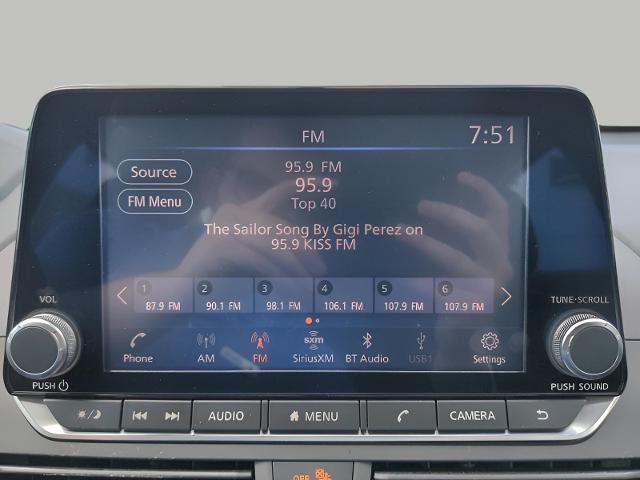 FM
7:51
Source
FM Menu
95.9 FM
95.9
Top 40
The Sailor Song By Gigi Perez on
95.9 KISS FM
1 2 3 4 5 6
87.9 FM 90.1 FM 98.1 FM 106.1 FM 107.9 FM 107.9 FM
sxm
Phone AM FM SiriusXM BT Audio USB1 Settings
VOL
PUSH
TUNE·SCROLL
PUSH SOUND
AUDIO MENU CAMERA
OFF